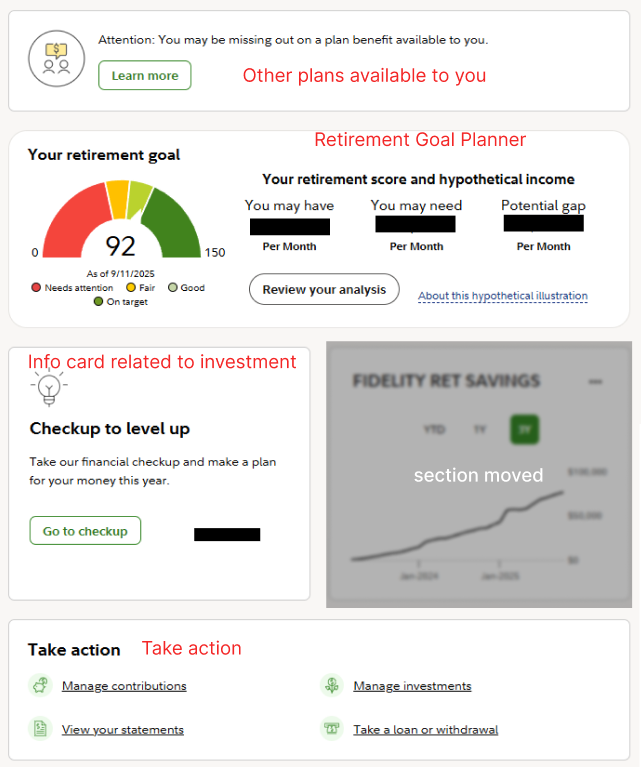 Attention: You may be missing out on a plan benefit available to you.
Learn more
Other plans available to you
Retirement Goal Planner
Your retirement goal
Your retirement score and hypothetical income
You may have
You may need
Potential gap
0
92
150
Per Month
Per Month
Per Month
As of 9/11/2025
Needs attention
Fair
Good
On target
Review your analysis
About this hypothetical illustration
Info card related to investment
Checkup to level up
Take our financial checkup and make a plan
for your money this year.
Go to checkup
FIDELITY RET SAVINGS
YTD
1Y
3Y
section moved
$100,000
$50,000
$0
Jan-2024
Jan-2025
Take action
Take action
Manage contributions
Manage investments
View your statements
Take a loan or withdrawal